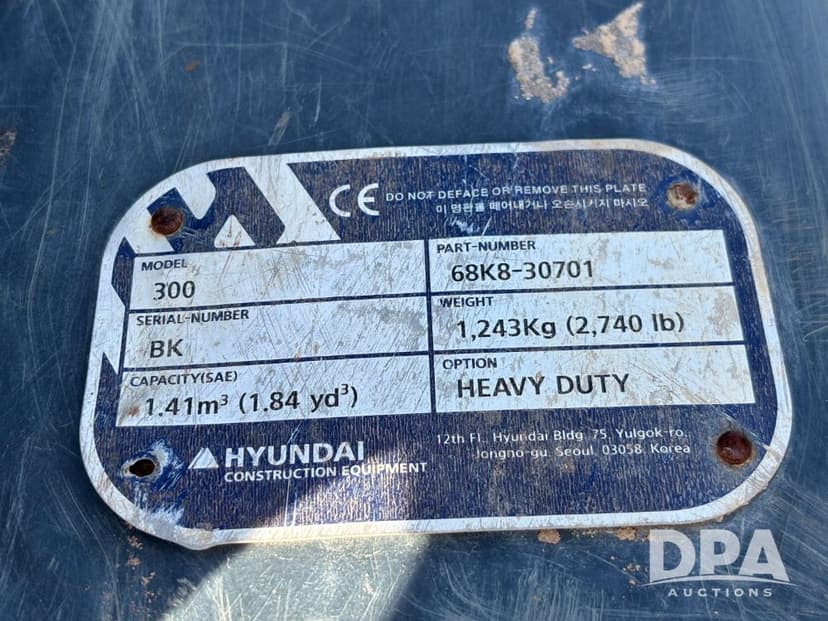 CE DO NOT DEFACE OR REMOVE THIS PLATE
이 명판을 떼어내거나 오손시키지 마시오
MODEL
300
PART-NUMBER
68K8-30701
SERIAL-NUMBER
BK
WEIGHT
1,243Kg (2,740 lb)
CAPACITY(SAE)
1.41m³ (1.84 yd³)
OPTION
HEAVY DUTY
HYUNDAI
CONSTRUCTION EQUIPMENT
12th Fl. Hyundai Bldg. 75, Yulgok-ro,
Jongno-gu, Seoul, 03058, Korea
DPA
AUCTIONS